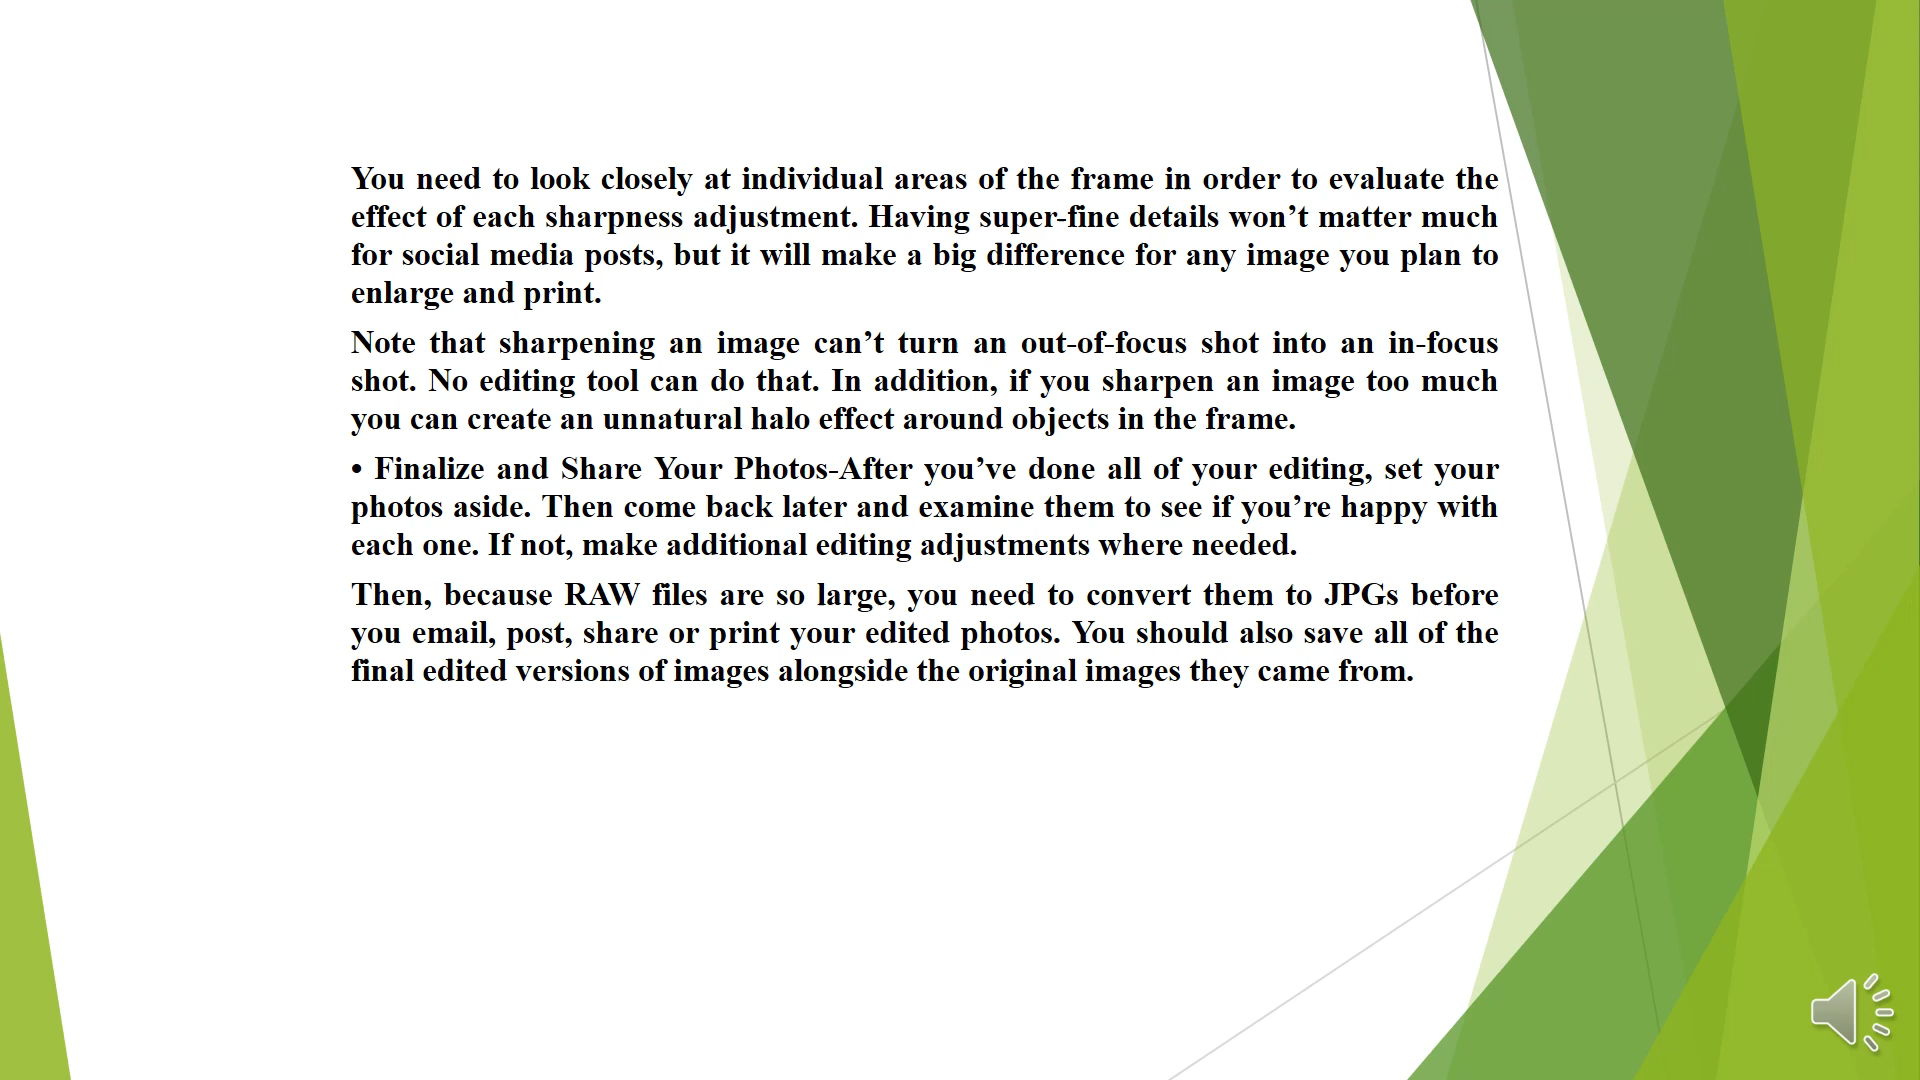 You need to look closely at individual areas of the frame in order to evaluate the
effect of each sharpness adjustment. Having super-fine details won’t matter much
for social media posts, but it will make a big difference for any image you plan to
enlarge and print.
Note that sharpening an image can’t turn an out-of-focus shot into an in-focus
shot. No editing tool can do that. In addition, if you sharpen an image too much
you can create an unnatural halo effect around objects in the frame.
• Finalize and Share Your Photos-After you’ve done all of your editing, set your
photos aside. Then come back later and examine them to see if you’re happy with
each one. If not, make additional editing adjustments where needed.
Then, because RAW files are so large, you need to convert them to JPGs before
you email, post, share or print your edited photos. You should also save all of the
final edited versions of images alongside the original images they came from.